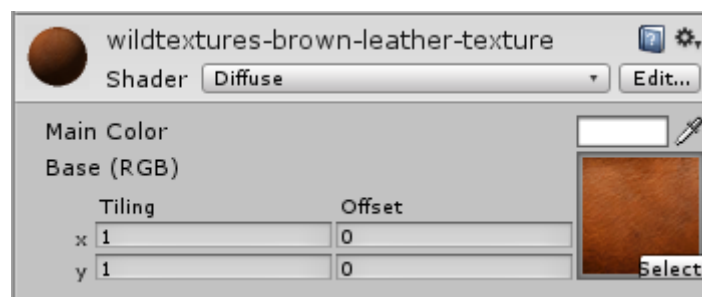 wildtextures-brown-leather-texture
Shader Diffuse Edit...
Main Color
Base (RGB)
Tiling Offset
x 1 0
y 1 0
Select